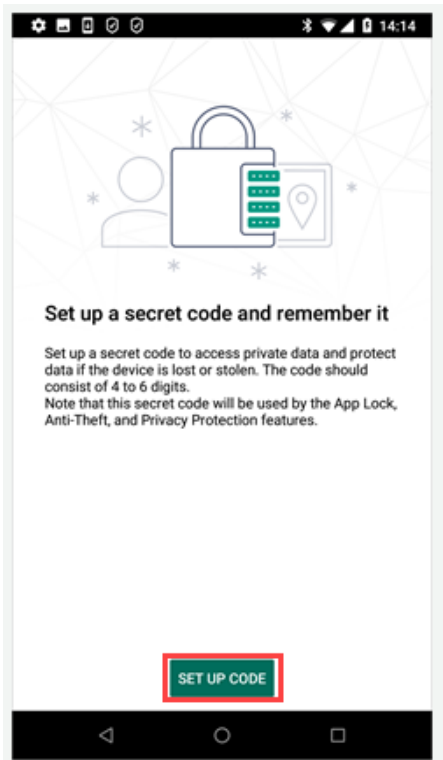 14:14
Set up a secret code and remember it
Set up a secret code to access private data and protect
data if the device is lost or stolen. The code should
consist of 4 to 6 digits.
Note that this secret code will be used by the App Lock,
Anti-Theft, and Privacy Protection features.
SET UP CODE